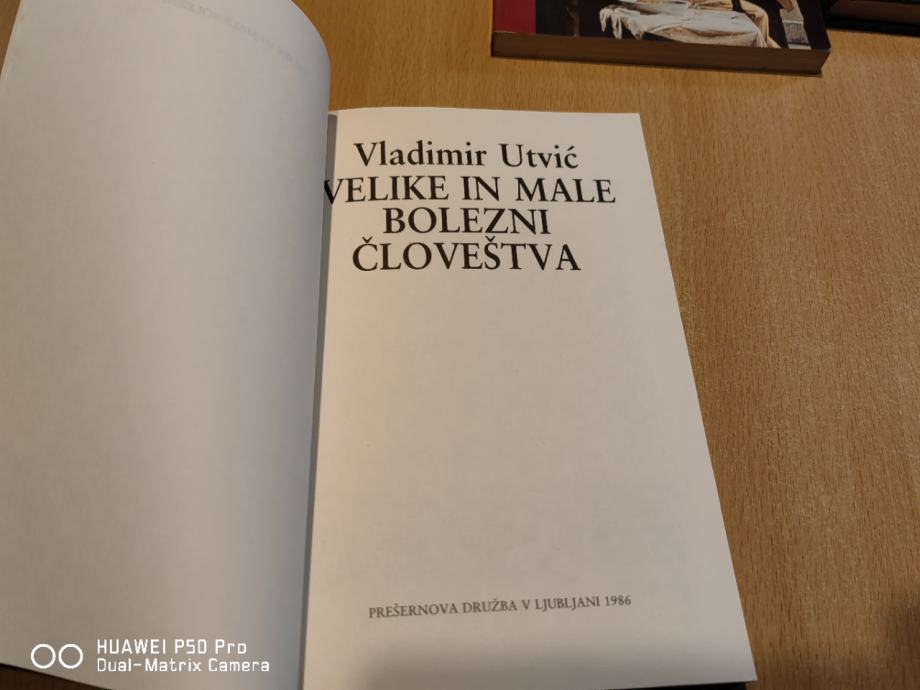 Vladimir Utvić
VELIKE IN MALE
BOLEZNI
ČLOVEŠTVA
PREŠERNOVA DRUŽBA V LJUBLJANI 1986
HUAWEI P50 Pro
Dual-Matrix Camera